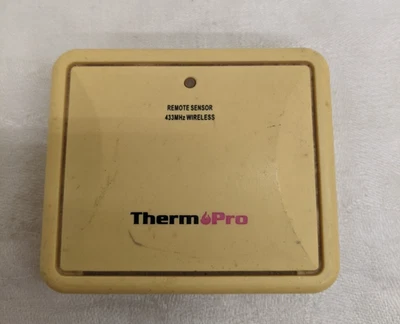 REMOTE SENSOR
433MHz WIRELESS
ThermoPro